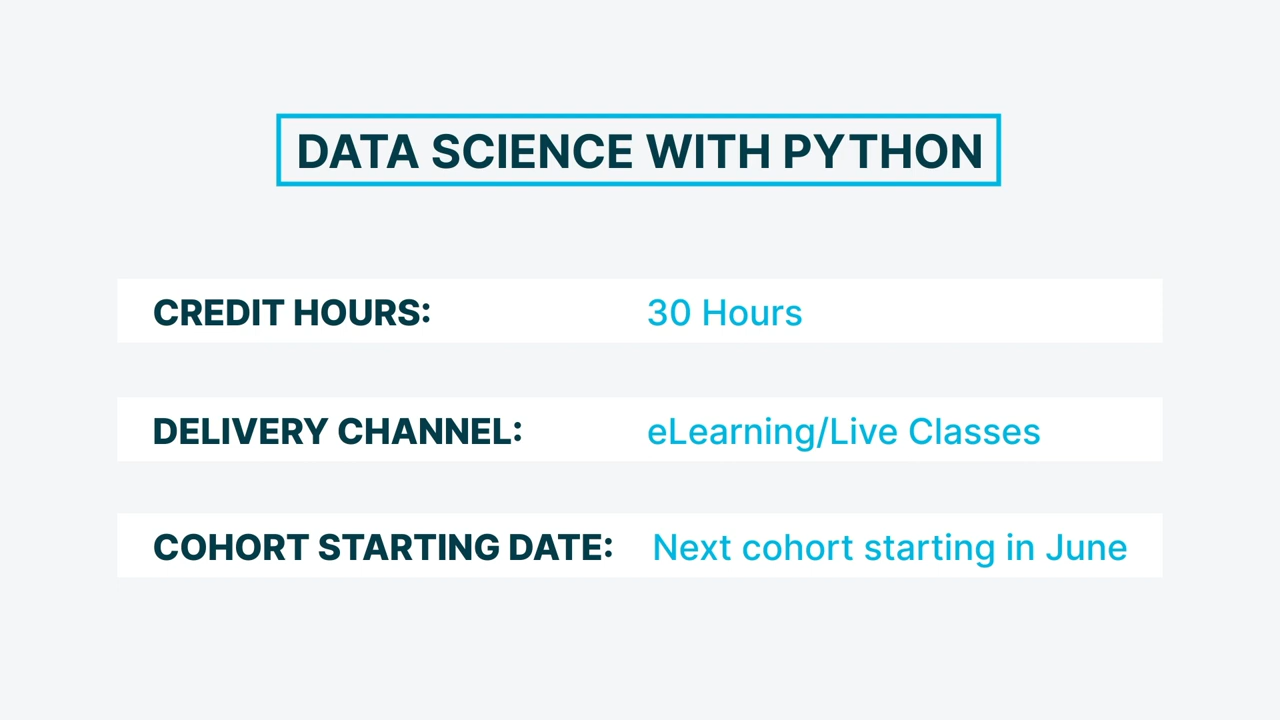 DATA SCIENCE WITH PYTHON
CREDIT HOURS: 30 Hours
DELIVERY CHANNEL: eLearning/Live Classes
COHORT STARTING DATE: Next cohort starting in June